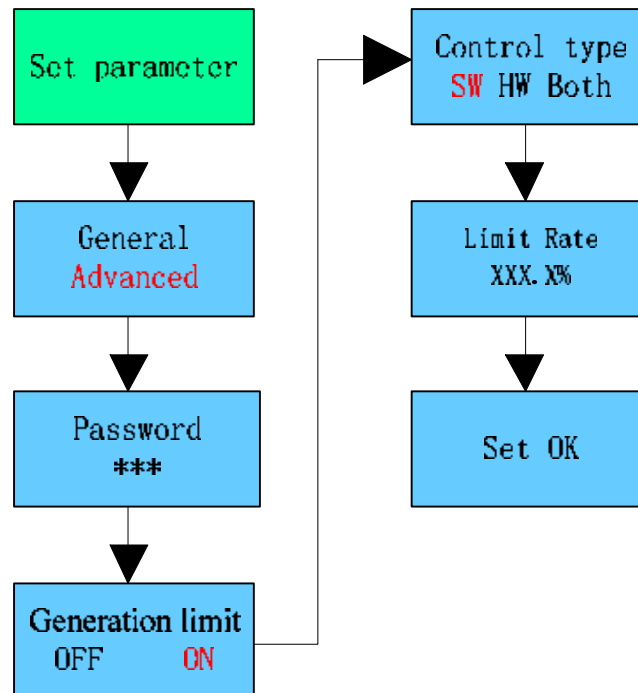 Set parameter
General
Advanced
Password
***
Generation limit
OFF ON
Control type
SW HW Both
Limit Rate
XXX.X%
Set OK